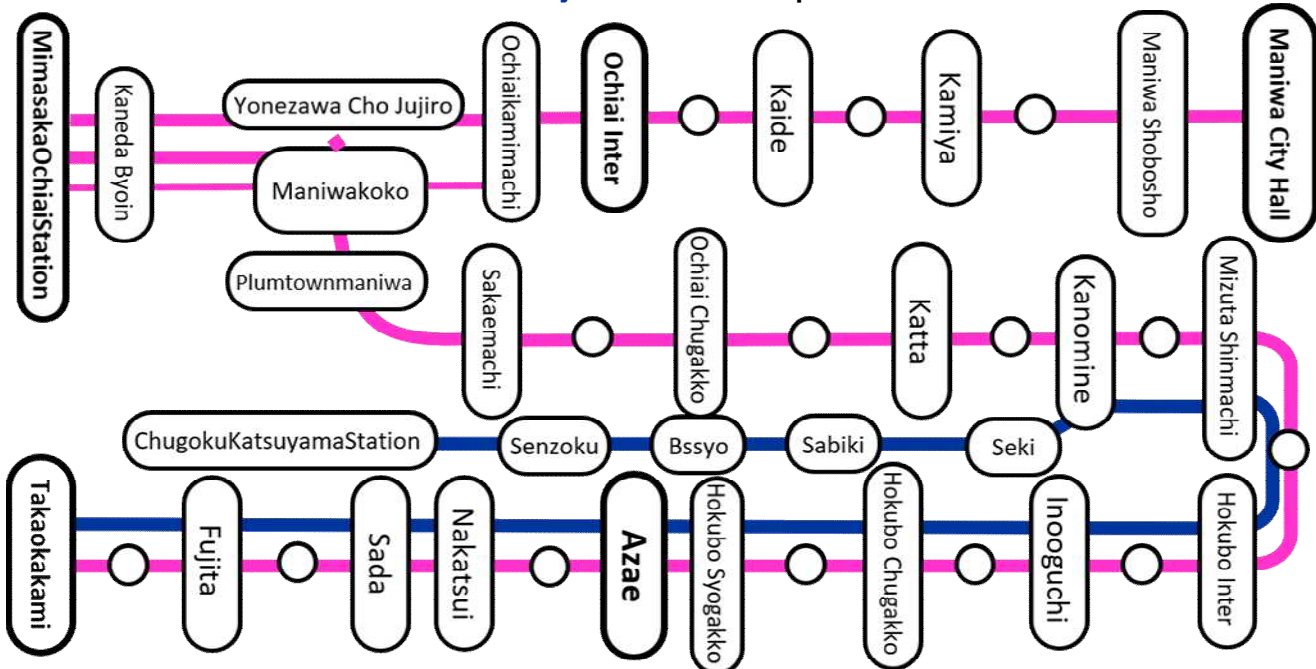 MimasakaOchiaiStation
Kaneda Byoin
Yonezawa Cho Jujiro
Maniwakoko
Plumtownmaniwa
Ochiaikamimachi
Ochiai Inter
Kaide
Kamiya
Maniwa Shobosho
Maniwa City Hall
Sakaemachi
Ochiai Chugakko
Katta
Kanomine
Mizuta Shinmachi
ChugokuKatsuyamaStation
Senzoku
Bssyo
Sabiki
Seki
Takaokakami
Fujita
Sada
Nakatsui
Azae
Hokubo Syogakko
Hokubo Chugakko
Inooguchi
Hokubo Inter